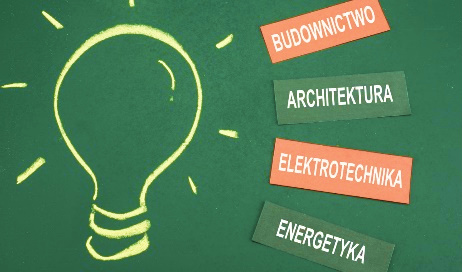 BUDOWNICTWO
ARCHITEKTURA
ELEKTROTECHNIKA
ENERGETYKA